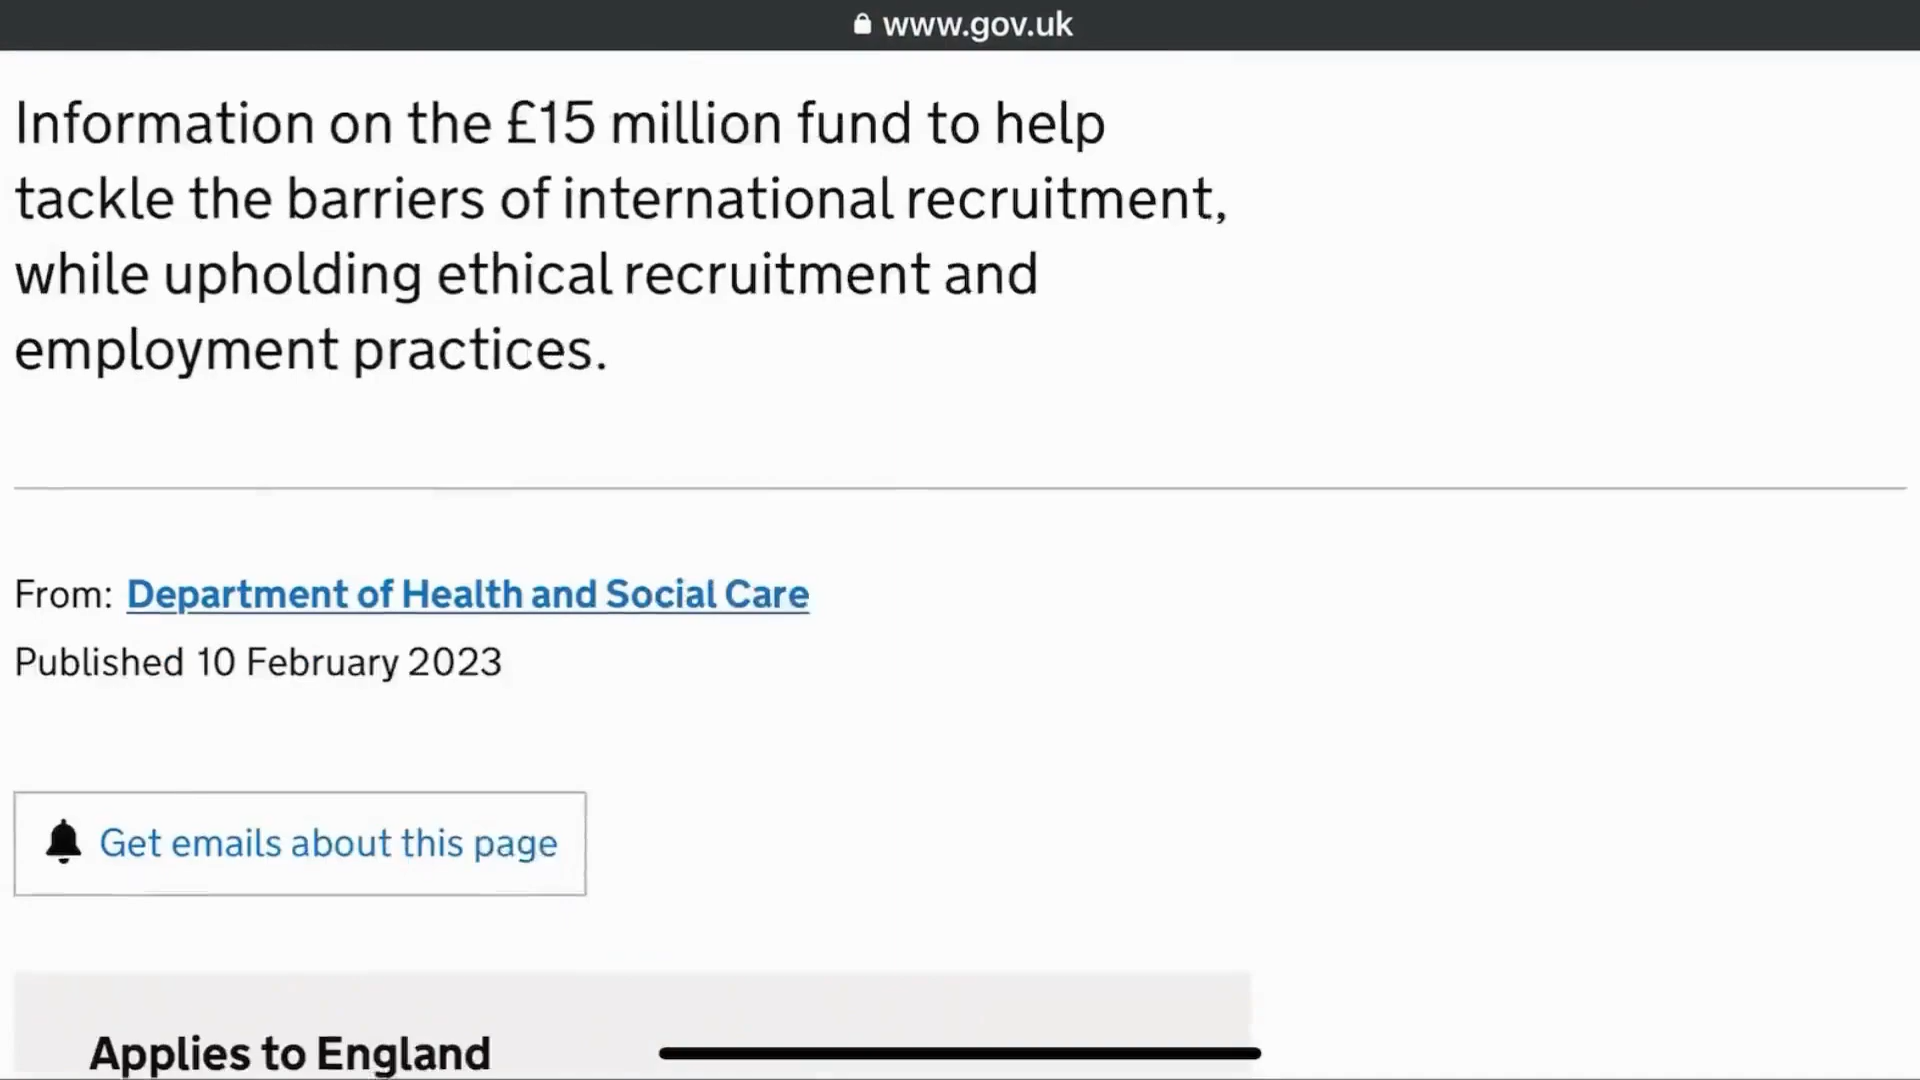 www.gov.uk
Information on the £15 million fund to help
tackle the barriers of international recruitment,
while upholding ethical recruitment and
employment practices.
From: Department of Health and Social Care
Published 10 February 2023
Get emails about this page
Applies to England